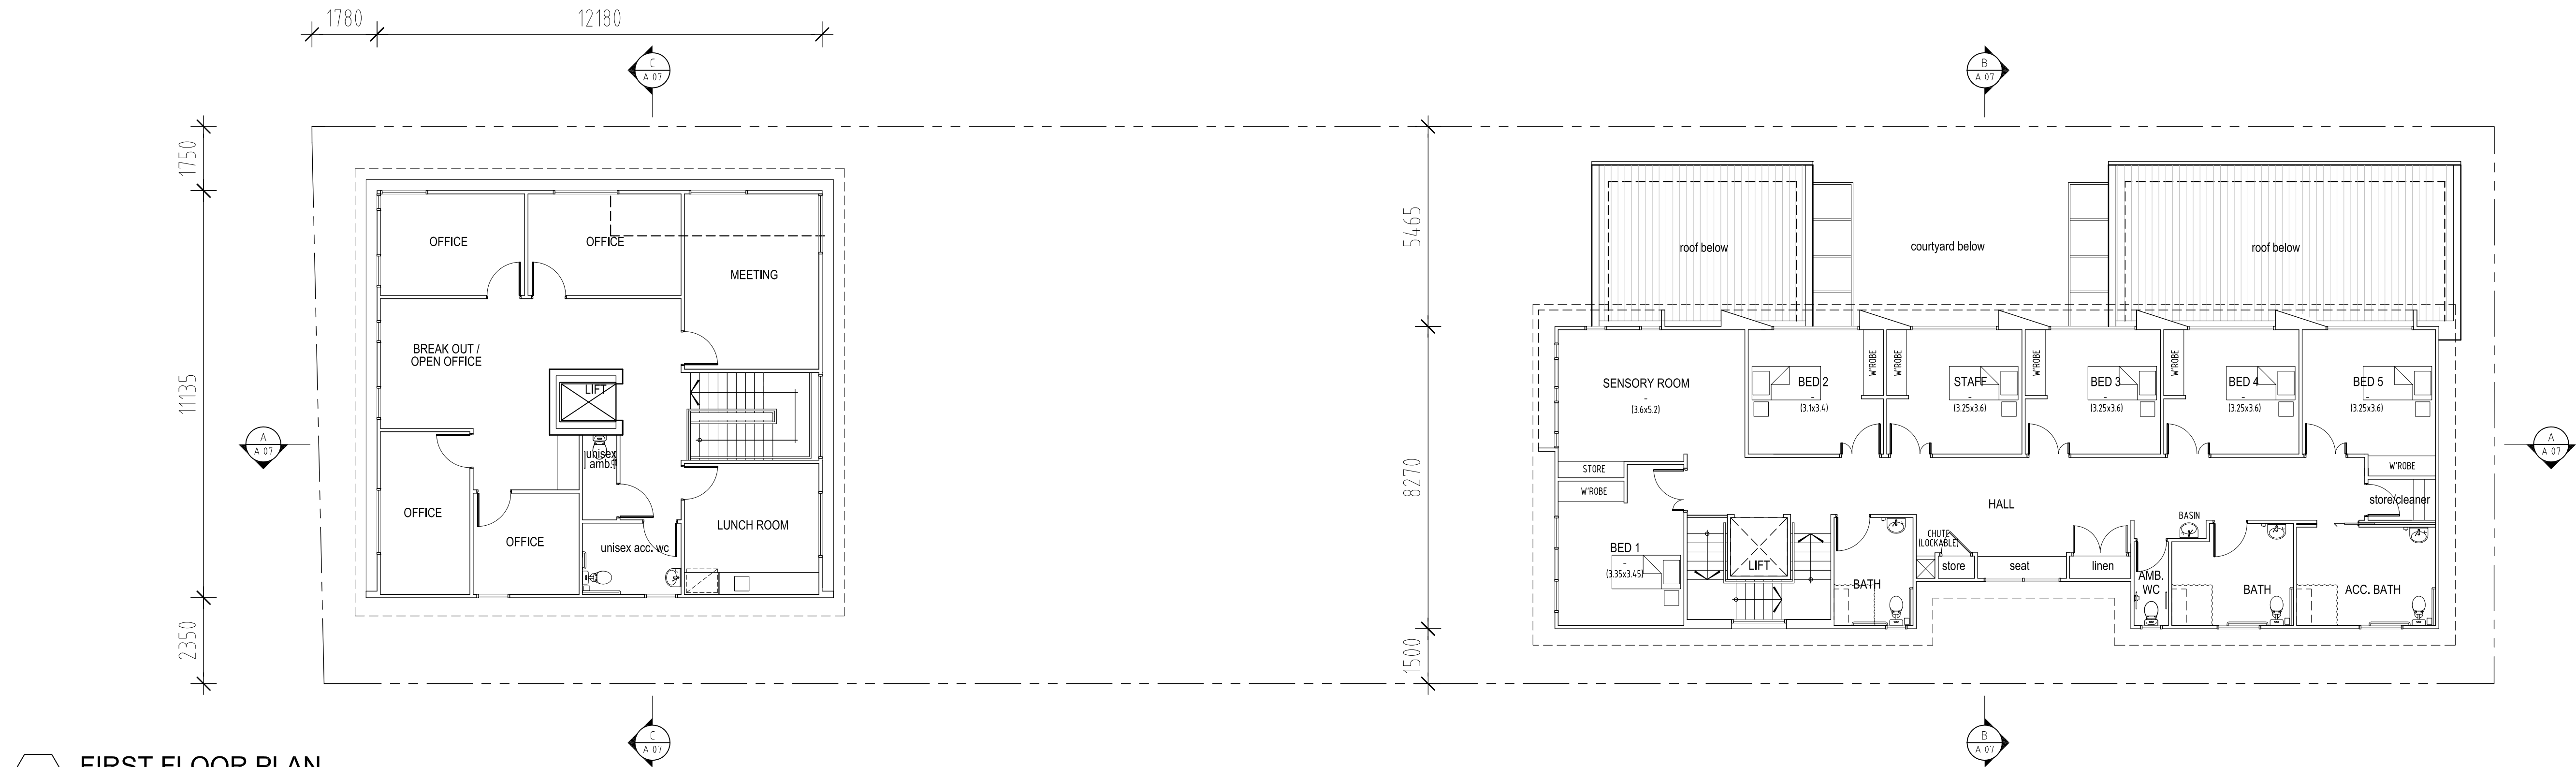 1780
12180
C
A 07
B
A 07
1750
11135
2350
5465
8270
1500
A
A 07
A
A 07
OFFICE
OFFICE
MEETING
BREAK OUT /
OPEN OFFICE
LIFT
unisex
amb.
OFFICE
OFFICE
unisex acc. wc
LUNCH ROOM
roof below
courtyard below
roof below
SENSORY ROOM
(3.6x5.2)
BED 2
(3.1x3.4)
W'ROBE
W'ROBE
STAFF
(3.25x3.6)
W'ROBE
BED 3
(3.25x3.6)
W'ROBE
BED 4
(3.25x3.6)
BED 5
(3.25x3.6)
STORE
W'ROBE
W'ROBE
store/cleaner
HALL
BASIN
BED 1
(3.35x3.45)
LIFT
BATH
CHUTE
(LOCKABLE)
store
seat
linen
AMB.
WC
BATH
ACC. BATH
C
A 07
B
A 07
FIRST FLOOR PLAN